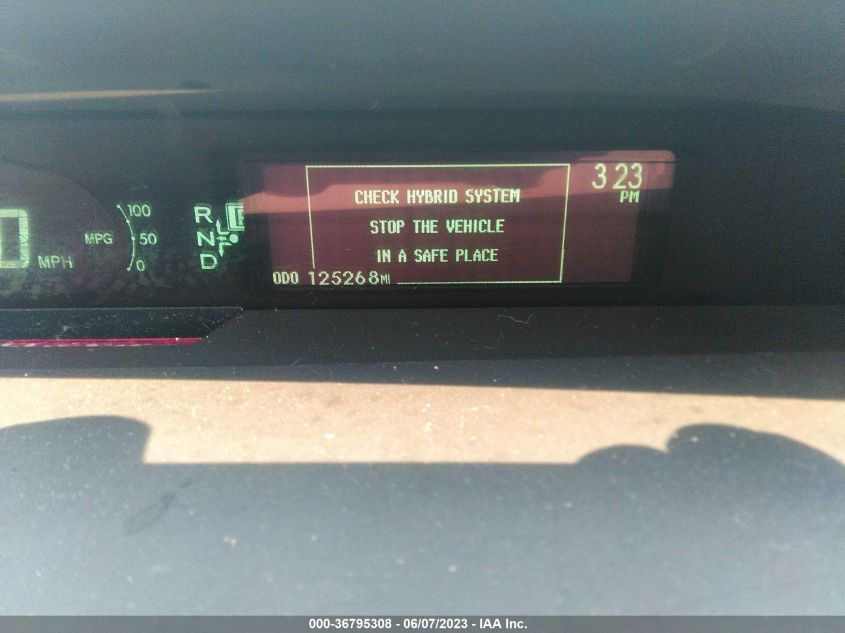 CHECK HYBRID SYSTEM
STOP THE VEHICLE
IN A SAFE PLACE
3 23
PM
ODO 125268MI
0
MPH
100
MPG 50
0
R
N
D
P
000-36795308 - 06/07/2023 - IAA Inc.